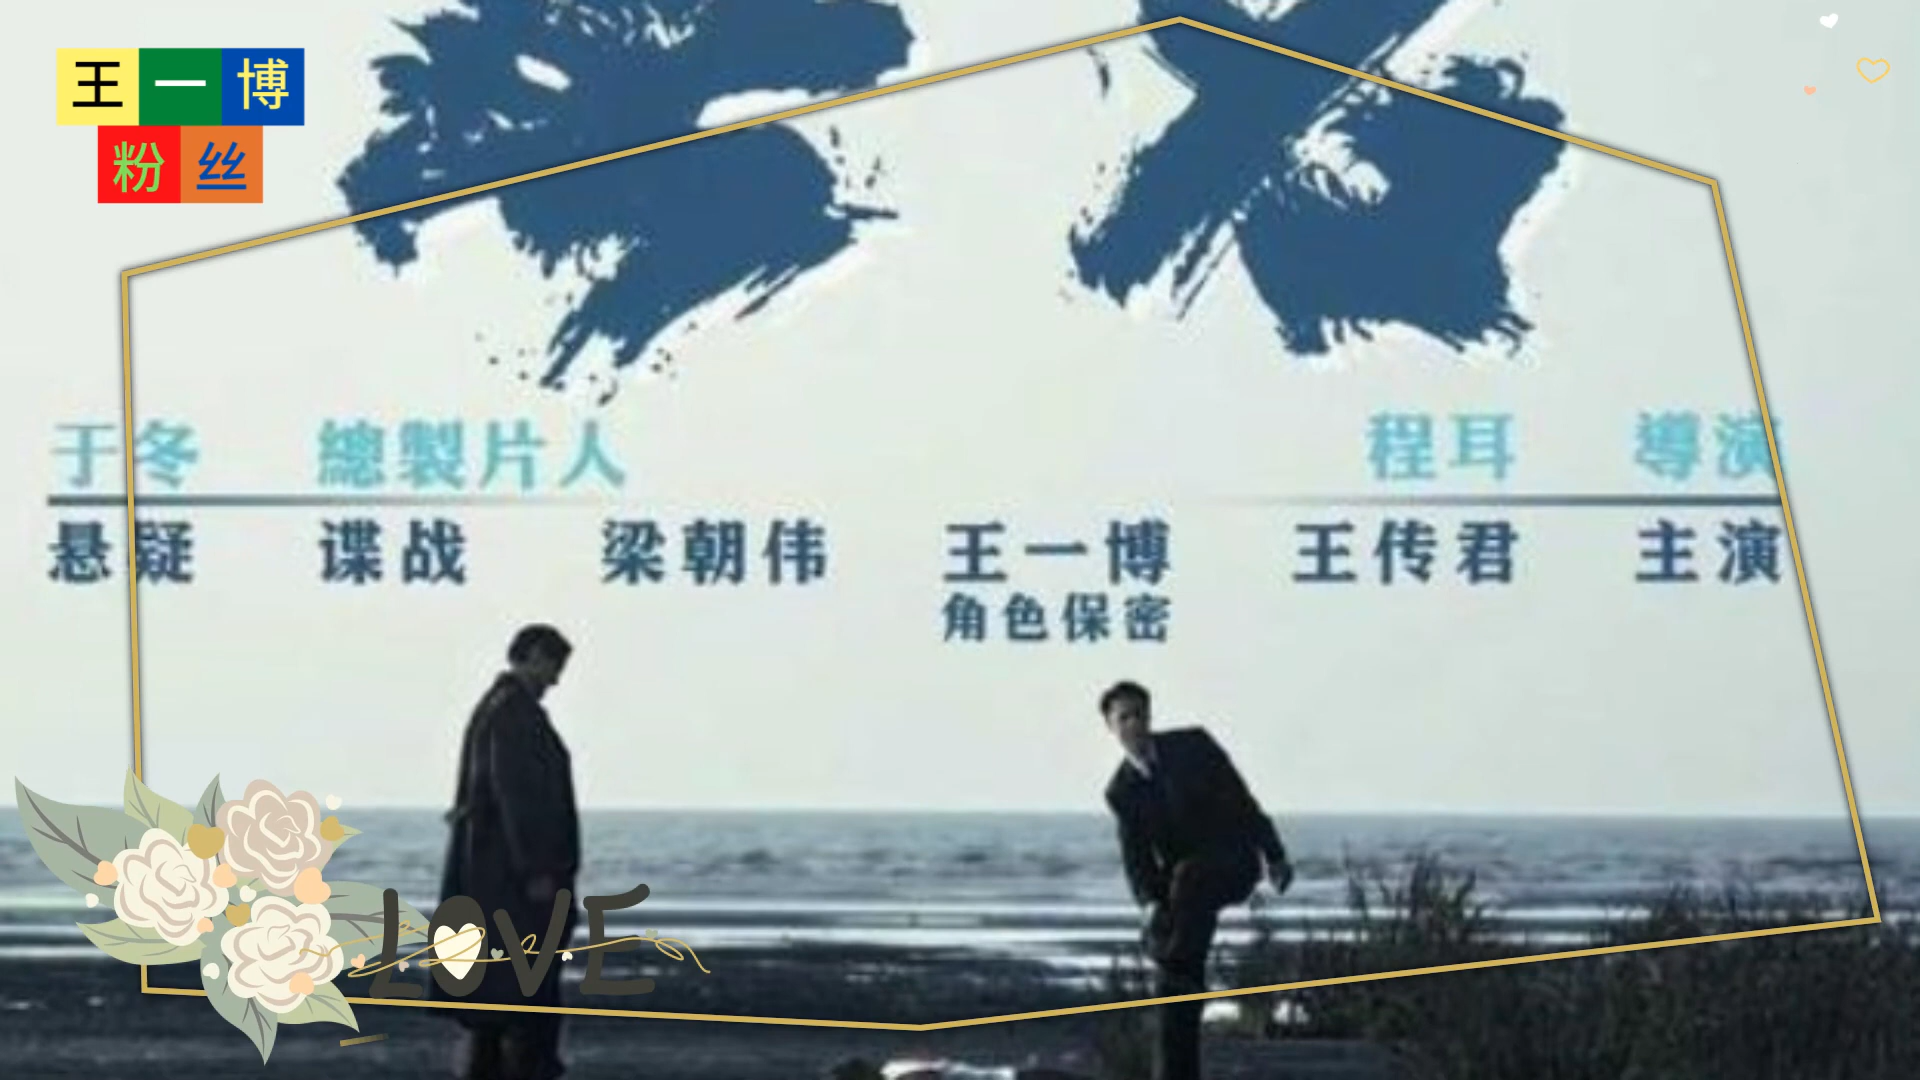 王一博
粉丝
于冬 總製片人 程耳 導演
悬疑 谍战 梁朝伟 王一博 王传君 主演
角色保密
LOVE